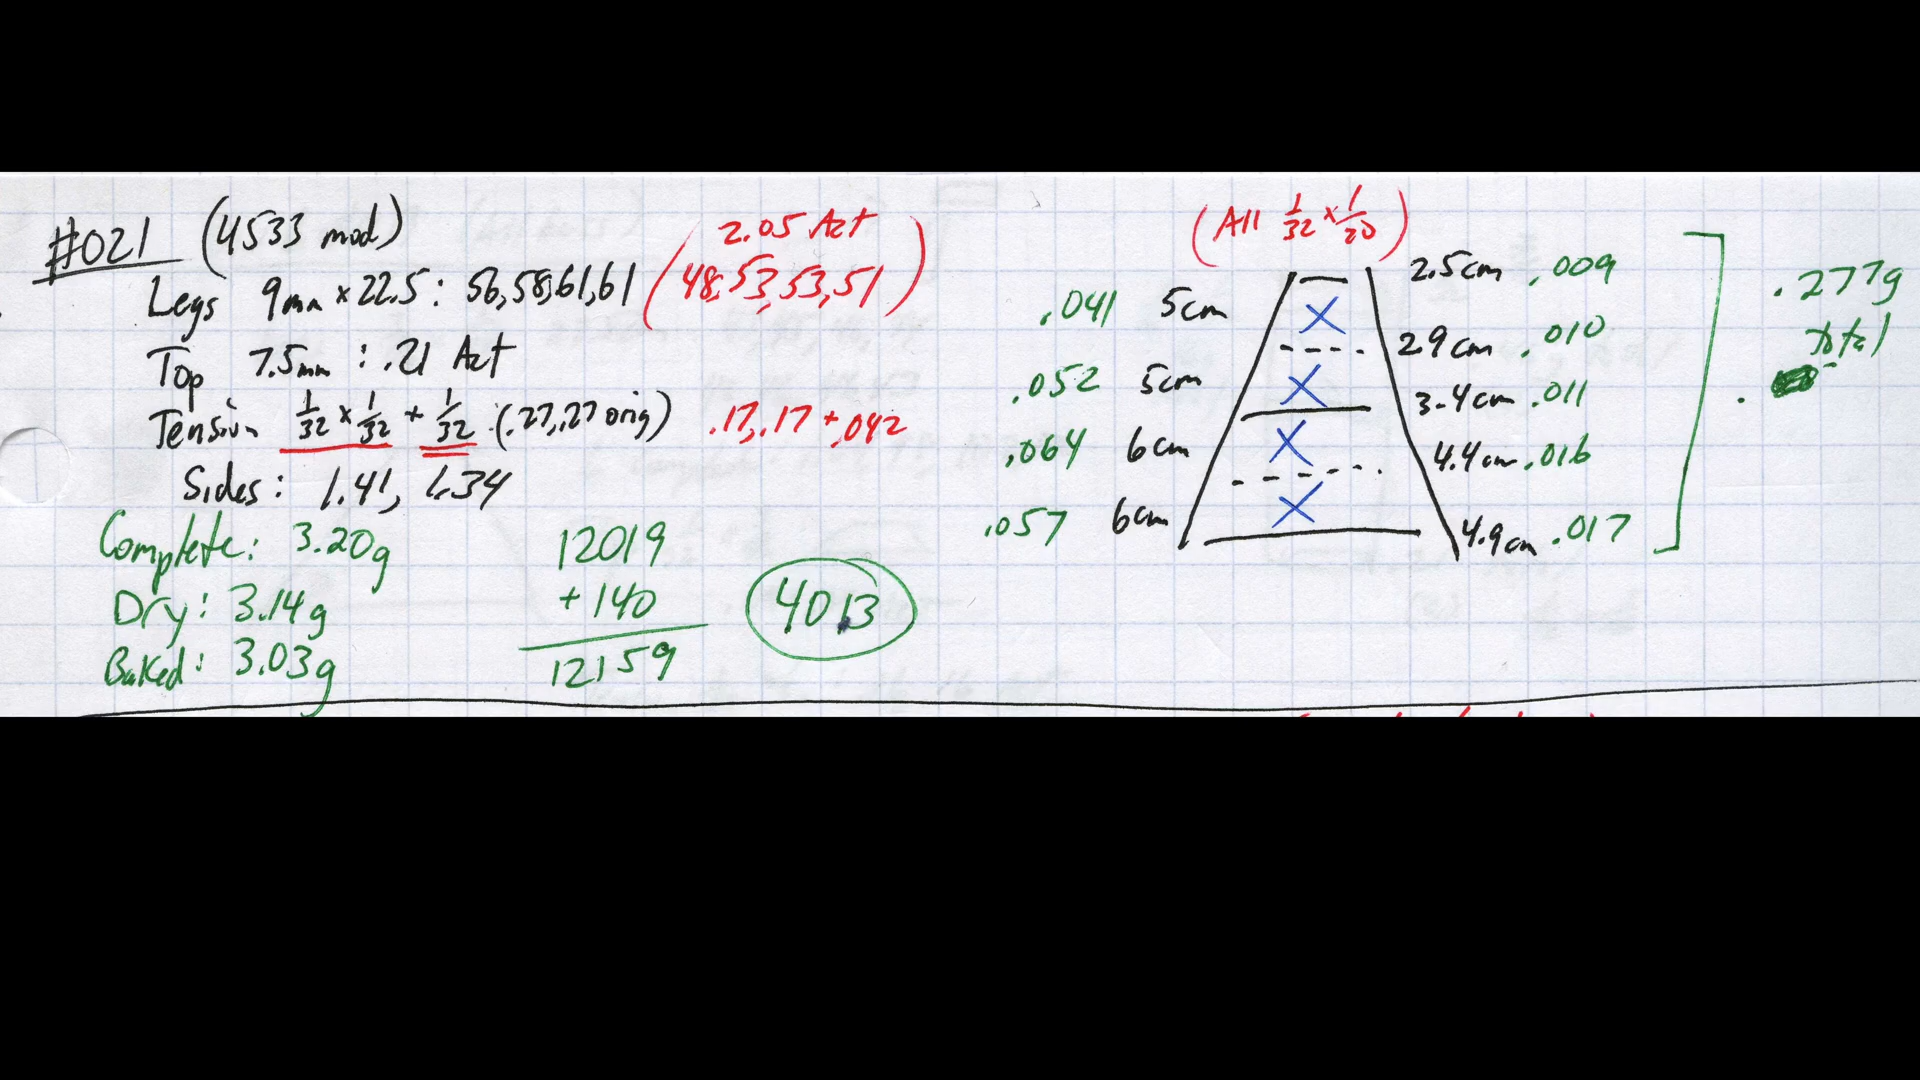 #021 (4533 mod)
Legs 9mm x 22.5: 56,58,61,61 (2.05 Azt 48,53,53,51)
Top 7.5mm : .21 Azt
Tension 1/32 x 1/32 + 1/32 (.27,.27 orig) .17,.17 + .042
Sides: 1.41, 1.34
Complete: 3.20g
Dry: 3.14g
Baked: 3.03g
12019
+ 140
12159
4013
(All 1/32 x 1/20)
2.5cm .009
.041 5cm
2.9cm .010
.052 5cm
3.4cm .011
.064 6cm
4.4cm .016
.057 6cm
4.9cm .017
.277g
total